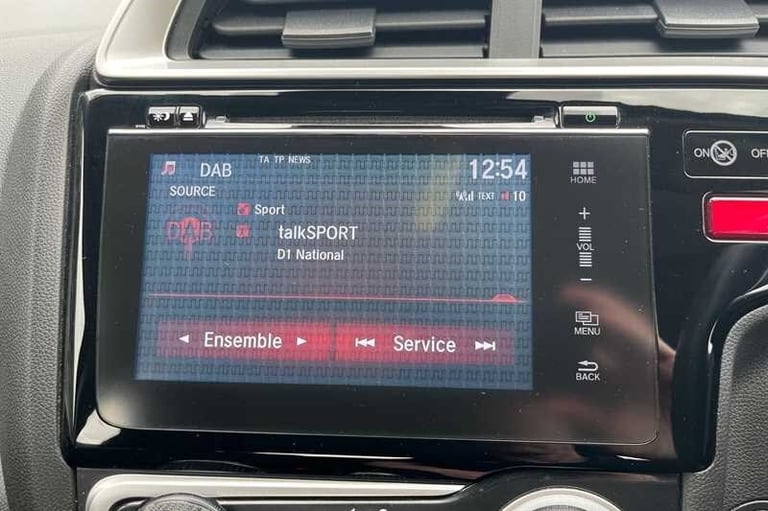 TA TP NEWS
DAB 12:54
SOURCE
TEXT 10
Sport
DAB
talkSPORT
D1 National
Ensemble
Service
HOME
+
VOL
−
MENU
BACK
ON OFF